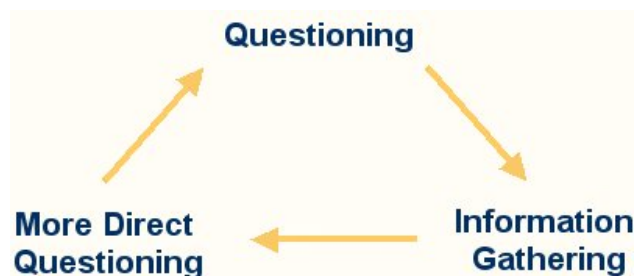 Questioning
Information
Gathering
More Direct
Questioning